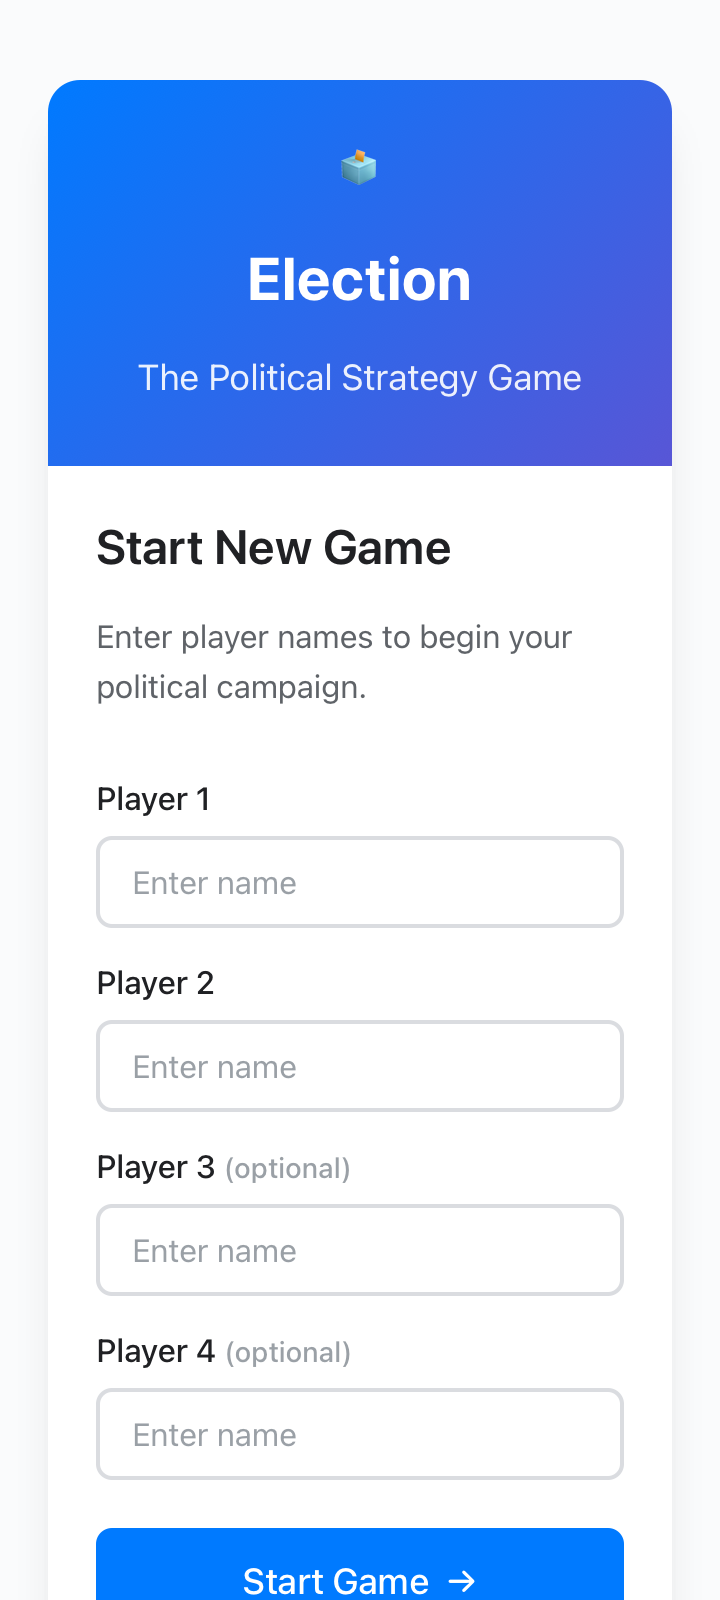 Election
The Political Strategy Game
Start New Game
Enter player names to begin your
political campaign.
Player 1
Enter name
Player 2
Enter name
Player 3 (optional)
Enter name
Player 4 (optional)
Enter name
Start Game →